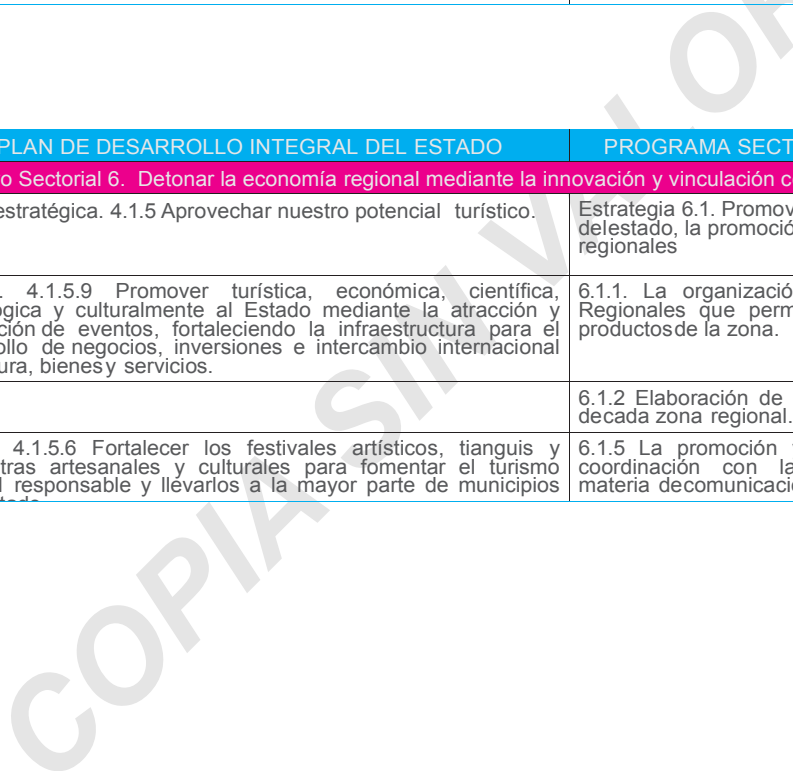 PLAN DE DESARROLLO INTEGRAL DEL ESTADO
PROGRAMA SECT
o Sectorial 6. Detonar la economía regional mediante la innovación y vinculación c
estratégica. 4.1.5 Aprovechar nuestro potencial turístico.
Estrategia 6.1. Promov
delestado, la promoció
regionales
. 4.1.5.9 Promover turística, económica, científica,
ógica y culturalmente al Estado mediante la atracción y
ción de eventos, fortaleciendo la infraestructura para el
ollo de negocios, inversiones e intercambio internacional
ura, bienes y servicios.
6.1.1. La organizació
Regionales que perm
productosde la zona.
6.1.2 Elaboración de
decada zona regional.
4.1.5.6 Fortalecer los festivales artísticos, tianguis y
tras artesanales y culturales para fomentar el turismo
l responsable y llevarlos a la mayor parte de municipios
6.1.5 La promoción
coordinación con la
materia decomunicaci
COPIA SIN VALOR